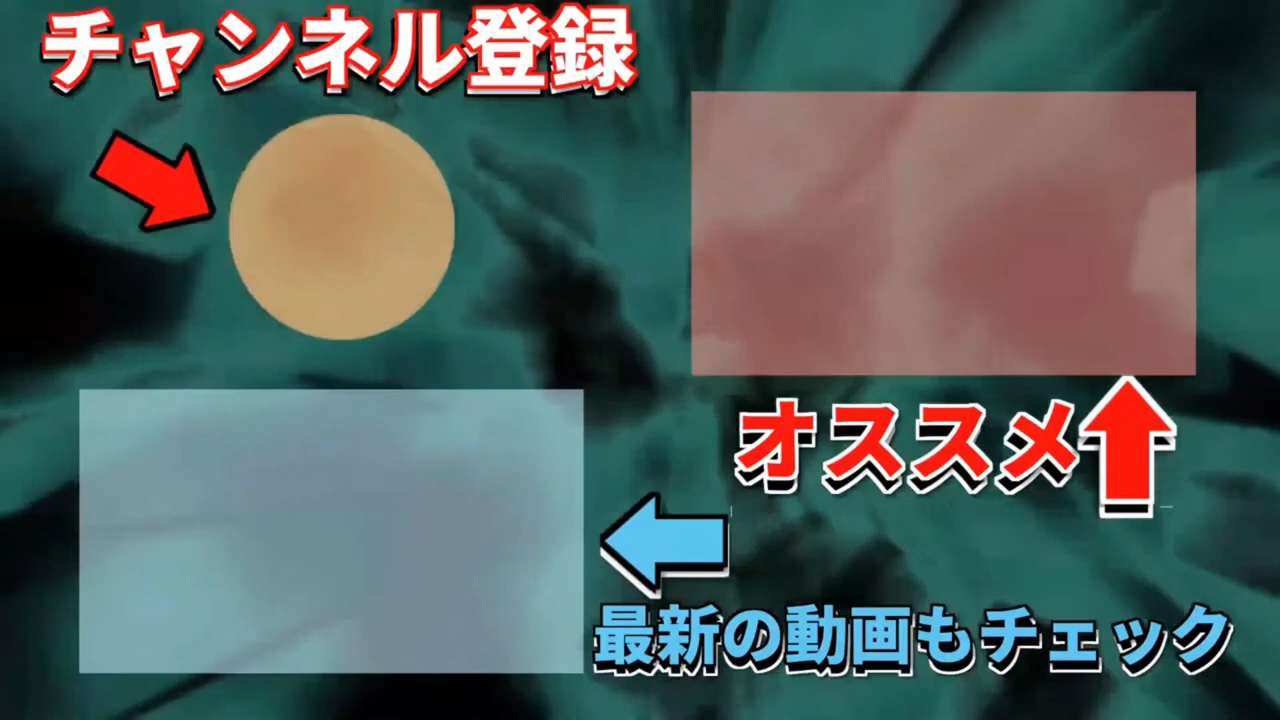 チャンネル登録
オススメ
最新の動画もチェック